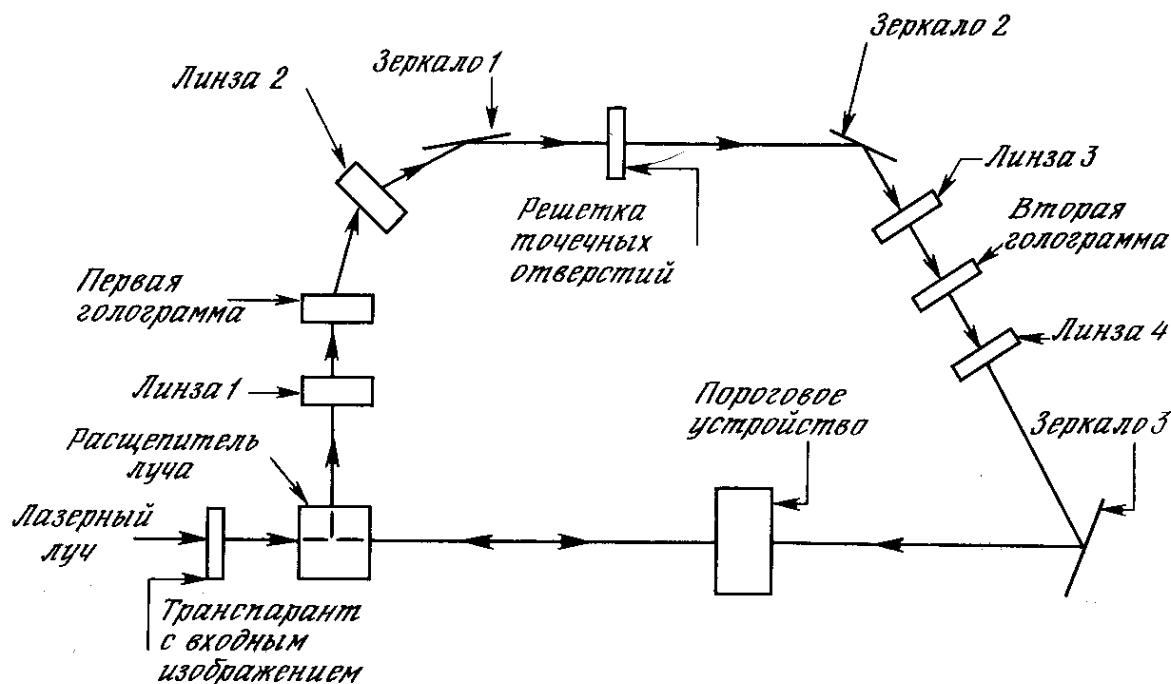 Зеркало 2
Зеркало 1
Линза 2
Линза 3
Решетка
точечных
отверстий
Вторая
голограмма
Первая
голограмма
Линза 4
Линза 1
Пороговое
устройство
Зеркало 3
Расщепитель
луча
Лазерный
луч
Транспарант
с входным
изображением